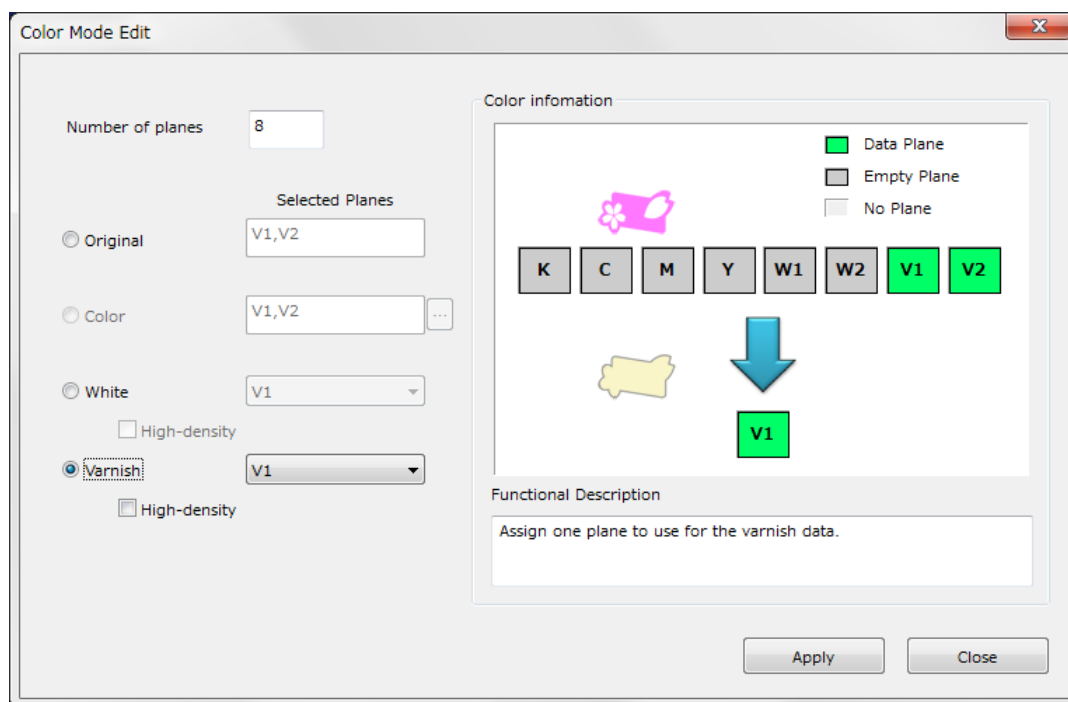 Color Mode Edit
Number of planes
8
Selected Planes
Original
V1,V2
Color
V1,V2
...
White
V1
High-density
Varnish
V1
High-density
Color infomation
Data Plane
Empty Plane
No Plane
K C M Y W1 W2 V1 V2
V1
Functional Description
Assign one plane to use for the varnish data.
Apply Close